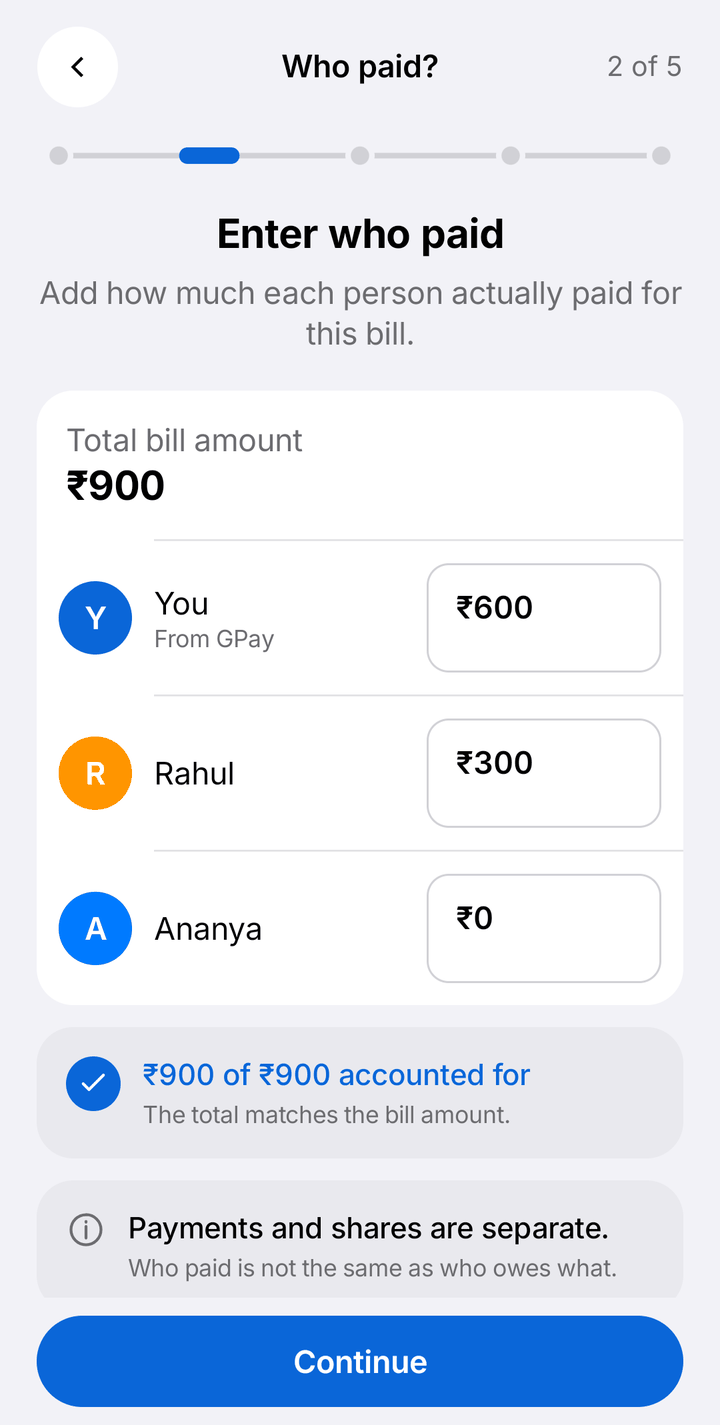 Who paid?
2 of 5
Enter who paid
Add how much each person actually paid for
this bill.
Total bill amount
₹900
Y
You
From GPay
₹600
R
Rahul
₹300
A
Ananya
₹0
₹900 of ₹900 accounted for
The total matches the bill amount.
Payments and shares are separate.
Who paid is not the same as who owes what.
Continue